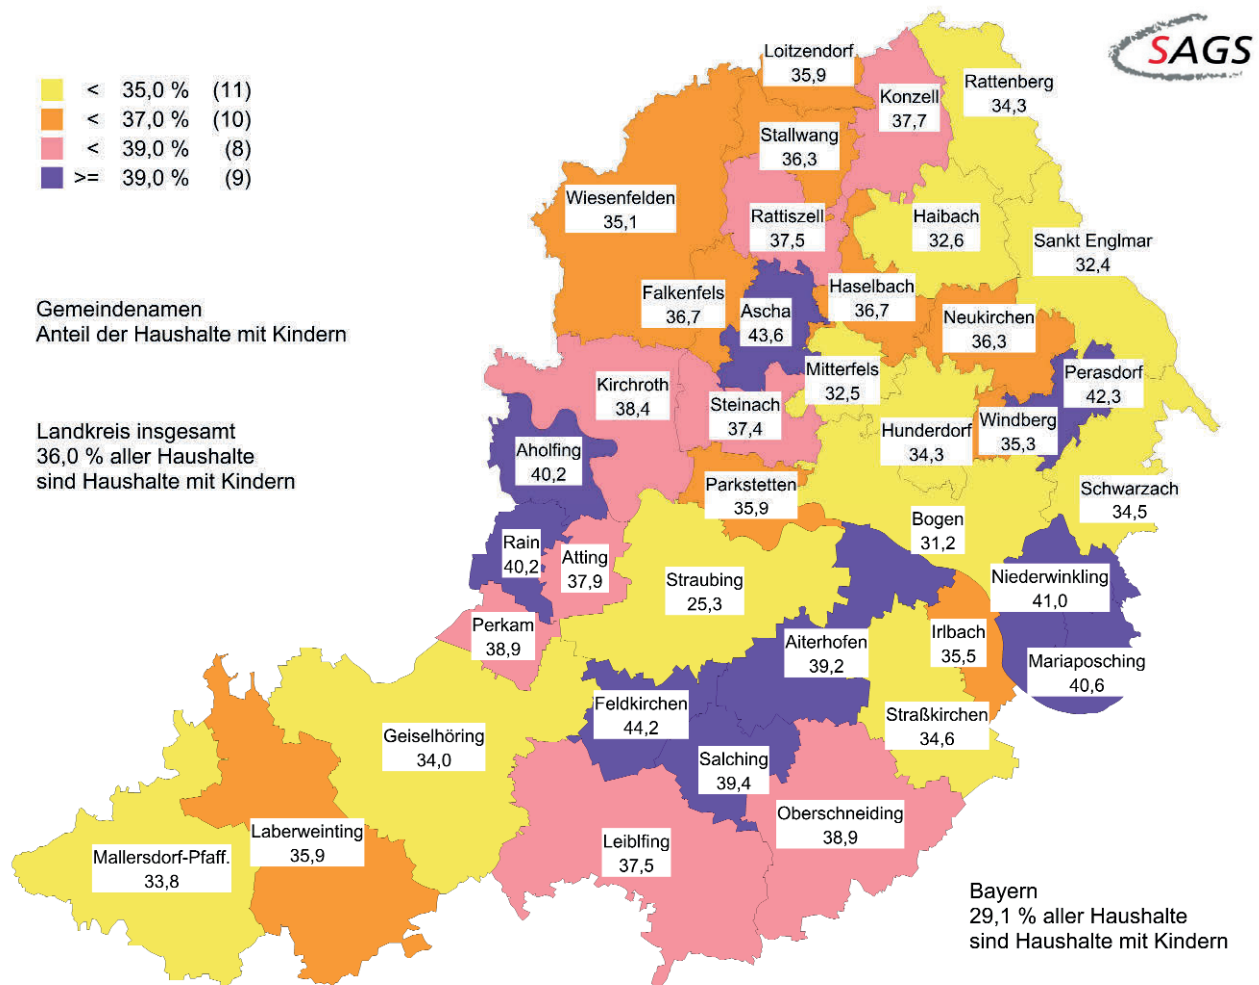 SAGS
< 35,0 % (11)
< 37,0 % (10)
< 39,0 % (8)
>= 39,0 % (9)
Gemeindenamen
Anteil der Haushalte mit Kindern
Landkreis insgesamt
36,0 % aller Haushalte
sind Haushalte mit Kindern
Loitzendorf
35,9
Konzell
37,7
Rattenberg
34,3
Stallwang
36,3
Wiesenfelden
35,1
Rattiszell
37,5
Haibach
32,6
Sankt Englmar
32,4
Falkenfels
36,7
Ascha
43,6
Haselbach
36,7
Neukirchen
36,3
Mitterfels
32,5
Perasdorf
42,3
Kirchroth
38,4
Steinach
37,4
Hunderdorf
34,3
Windberg
35,3
Aholfing
40,2
Parkstetten
35,9
Schwarzach
34,5
Bogen
31,2
Rain
40,2
Atting
37,9
Straubing
25,3
Niederwinkling
41,0
Perkam
38,9
Aiterhofen
39,2
Irlbach
35,5
Mariaposching
40,6
Feldkirchen
44,2
Straßkirchen
34,6
Geiselhöring
34,0
Salching
39,4
Oberschneiding
38,9
Laberweinting
35,9
Leiblfing
37,5
Mallersdorf-Pfaff.
33,8
Bayern
29,1 % aller Haushalte
sind Haushalte mit Kindern